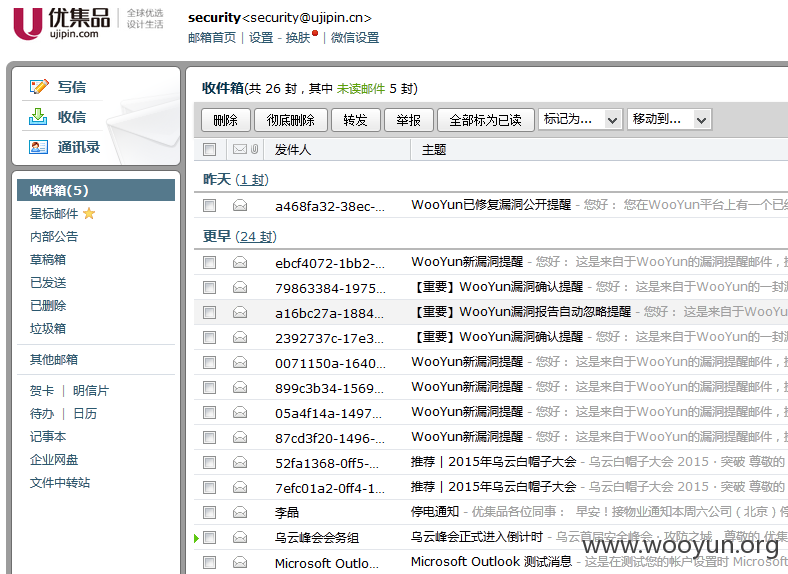 优集品 全球优选
ujipin.com 设计生活
security<security@ujipin.cn>
邮箱首页 | 设置 - 换肤 | 微信设置
写信
收信
通讯录
收件箱(5)
星标邮件
内部公告
草稿箱
已发送
已删除
垃圾箱
其他邮箱
贺卡 | 明信片
待办 | 日历
记事本
企业网盘
文件中转站
收件箱(共 26 封，其中 未读邮件 5 封)
删除 彻底删除 转发 举报 全部标为已读 标记为... 移动到...
发件人 主题
昨天 (1 封)
a468fa32-38ec-... WooYun已修复漏洞公开提醒 - 您好： 您在WooYun平台上有一个已
更早 (24 封)
ebcf4072-1bb2-... WooYun新漏洞提醒 - 您好： 这是来自于WooYun的漏洞提醒邮件，
79863384-1975... 【重要】WooYun漏洞确认提醒 - 您好： 这是来自于WooYun的一封
a16bc27a-1884... 【重要】WooYun漏洞报告自动忽略提醒 - 您好： 这是来自于WooYu
2392737c-17e3... 【重要】WooYun漏洞确认提醒 - 您好： 这是来自于WooYun的一封
0071150a-1640... WooYun新漏洞提醒 - 您好： 这是来自于WooYun的漏洞提醒邮件，
899c3b34-1569... WooYun新漏洞提醒 - 您好： 这是来自于WooYun的漏洞提醒邮件，
05a4f14a-1497... WooYun新漏洞提醒 - 您好： 这是来自于WooYun的漏洞提醒邮件，
87cd3f20-1496-... WooYun新漏洞提醒 - 您好： 这是来自于WooYun的漏洞提醒邮件，
52fa1368-0ff5-... 推荐 | 2015年乌云白帽子大会 - 乌云白帽子大会 2015 · 突破 尊敬的
7efc01a2-0ff4-1... 推荐 | 2015年乌云白帽子大会 - 乌云白帽子大会 2015 · 突破 尊敬的
李晶 停电通知 - 优集品各位同事： 早安！接物业通知本周六公司（北京）停
乌云峰会会务组 乌云峰会正式进入倒计时 - 乌云首届安全峰会 · 攻防之城 尊敬的 优集
Microsoft Outlo... Microsoft Outlook 测试消息 - 这是在测试您的帐户设置时 Microsoft
www.wooyun.org